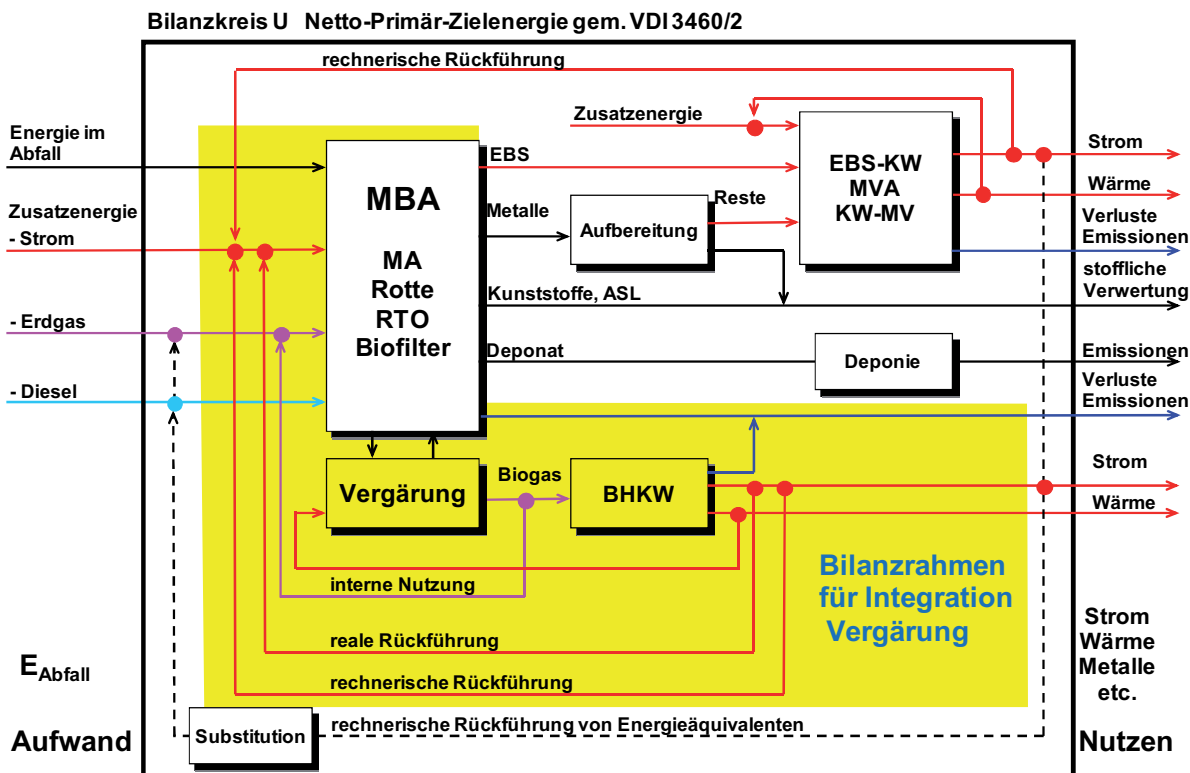 Bilanzkreis U Netto-Primär-Zielenergie gem. VDI 3460/2
rechnerische Rückführung
Energie im
Abfall
Zusatzenergie
- Strom
- Erdgas
- Diesel
MBA
MA
Rotte
RTO
Biofilter
Zusatzenergie
EBS
Metalle
Aufbereitung
Reste
EBS-KW
MVA
KW-MV
Kunststoffe, ASL
Deponat
Deponie
Strom
Wärme
Verluste
Emissionen
stoffliche
Verwertung
Emissionen
Verluste
Emissionen
Vergärung
Biogas
BHKW
Strom
Wärme
interne Nutzung
reale Rückführung
rechnerische Rückführung
Bilanzrahmen
für Integration
Vergärung
E Abfall
Aufwand
Substitution
rechnerische Rückführung von Energieäquivalenten
Strom
Wärme
Metalle
etc.
Nutzen